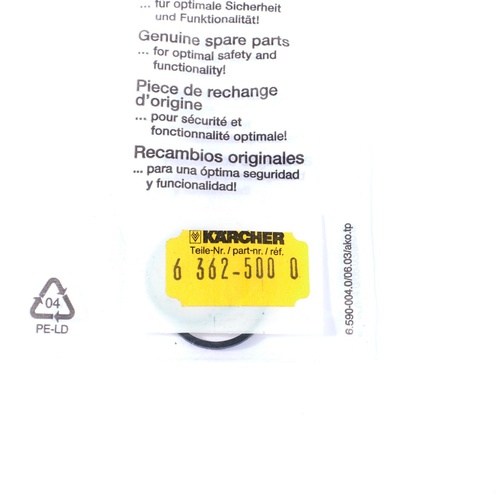 ... für optimale Sicherheit
und Funktionalität!
Genuine spare parts
... for optimal safety and
functionality!
Piece de rechange
d'origine
... pour sécurité et
fonctionnalité optimale!
Recambios originales
... para una óptima seguridad
y funcionalidad!
KÄRCHER
Teile-Nr. / part-nr. / réf.
6 362-500 0
04
PE-LD
6.590-004.0/06.03/ako.tp